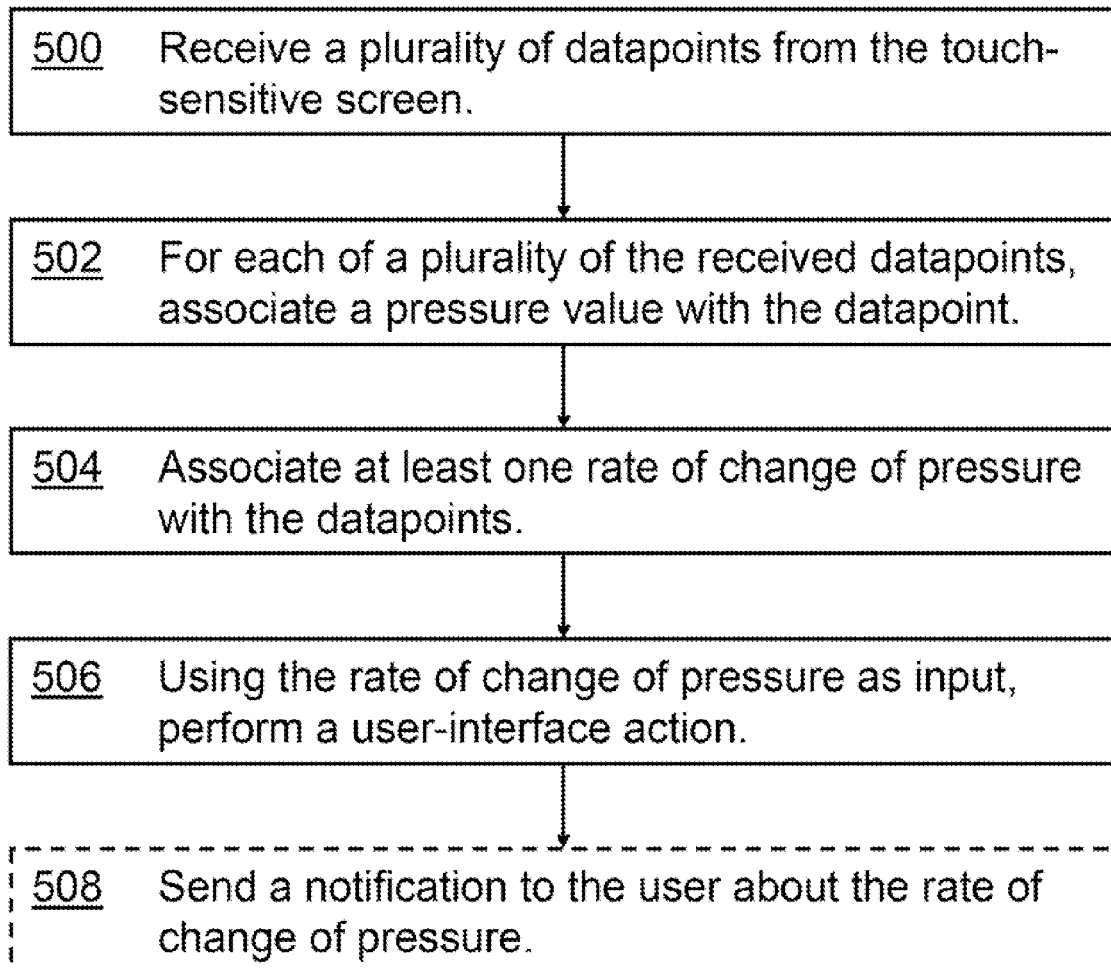 500 Receive a plurality of datapoints from the touch-
sensitive screen.
502 For each of a plurality of the received datapoints,
associate a pressure value with the datapoint.
504 Associate at least one rate of change of pressure
with the datapoints.
506 Using the rate of change of pressure as input,
perform a user-interface action.
508 Send a notification to the user about the rate of
change of pressure.